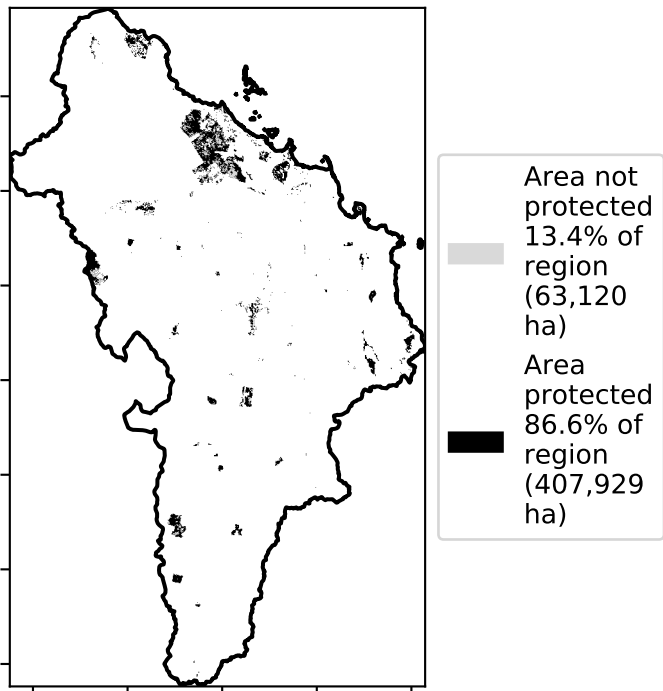 Area not
protected
13.4% of
region
(63,120
ha)
Area
protected
86.6% of
region
(407,929
ha)